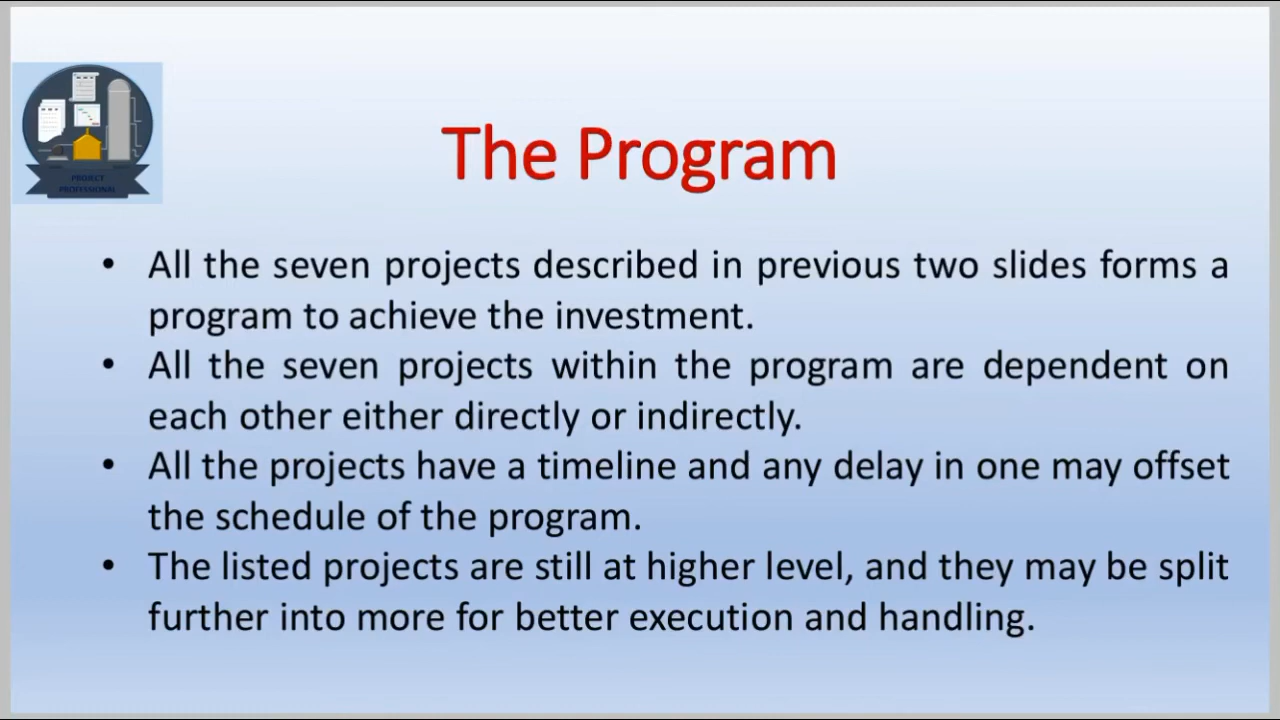 PROJECT
PROFESSIONAL
The Program
• All the seven projects described in previous two slides forms a
program to achieve the investment.
• All the seven projects within the program are dependent on
each other either directly or indirectly.
• All the projects have a timeline and any delay in one may offset
the schedule of the program.
• The listed projects are still at higher level, and they may be split
further into more for better execution and handling.